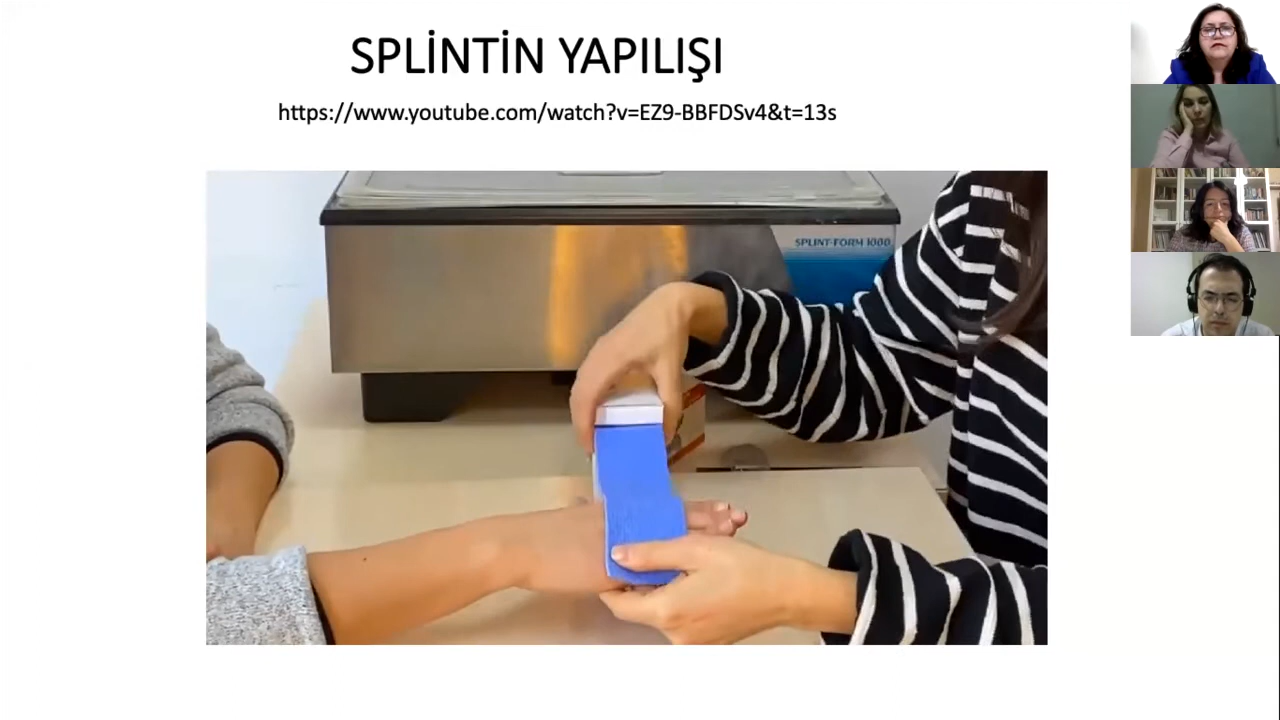 SPLİNTİN YAPILIŞI
https://www.youtube.com/watch?v=EZ9-BBFDSv4&t=13s
SPLINT-FORM 1000